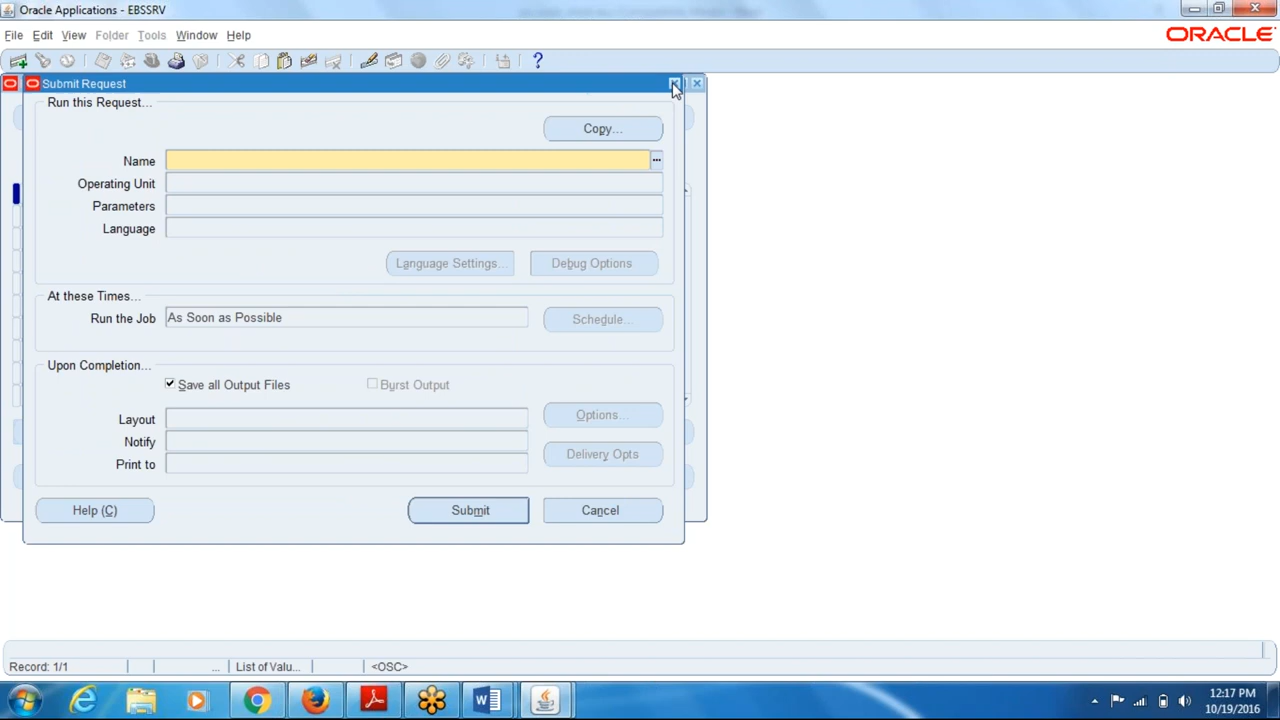 Oracle Applications - EBSSRV
File Edit View Folder Tools Window Help
ORACLE
Submit Request
Run this Request...
Copy...
Name
Operating Unit
Parameters
Language
Language Settings...
Debug Options
At these Times...
Run the Job
As Soon as Possible
Schedule...
Upon Completion...
Save all Output Files
Burst Output
Layout
Options...
Notify
Delivery Opts
Print to
Help (C)
Submit
Cancel
Record: 1/1
...
List of Valu...
<OSC>
12:17 PM
10/19/2016